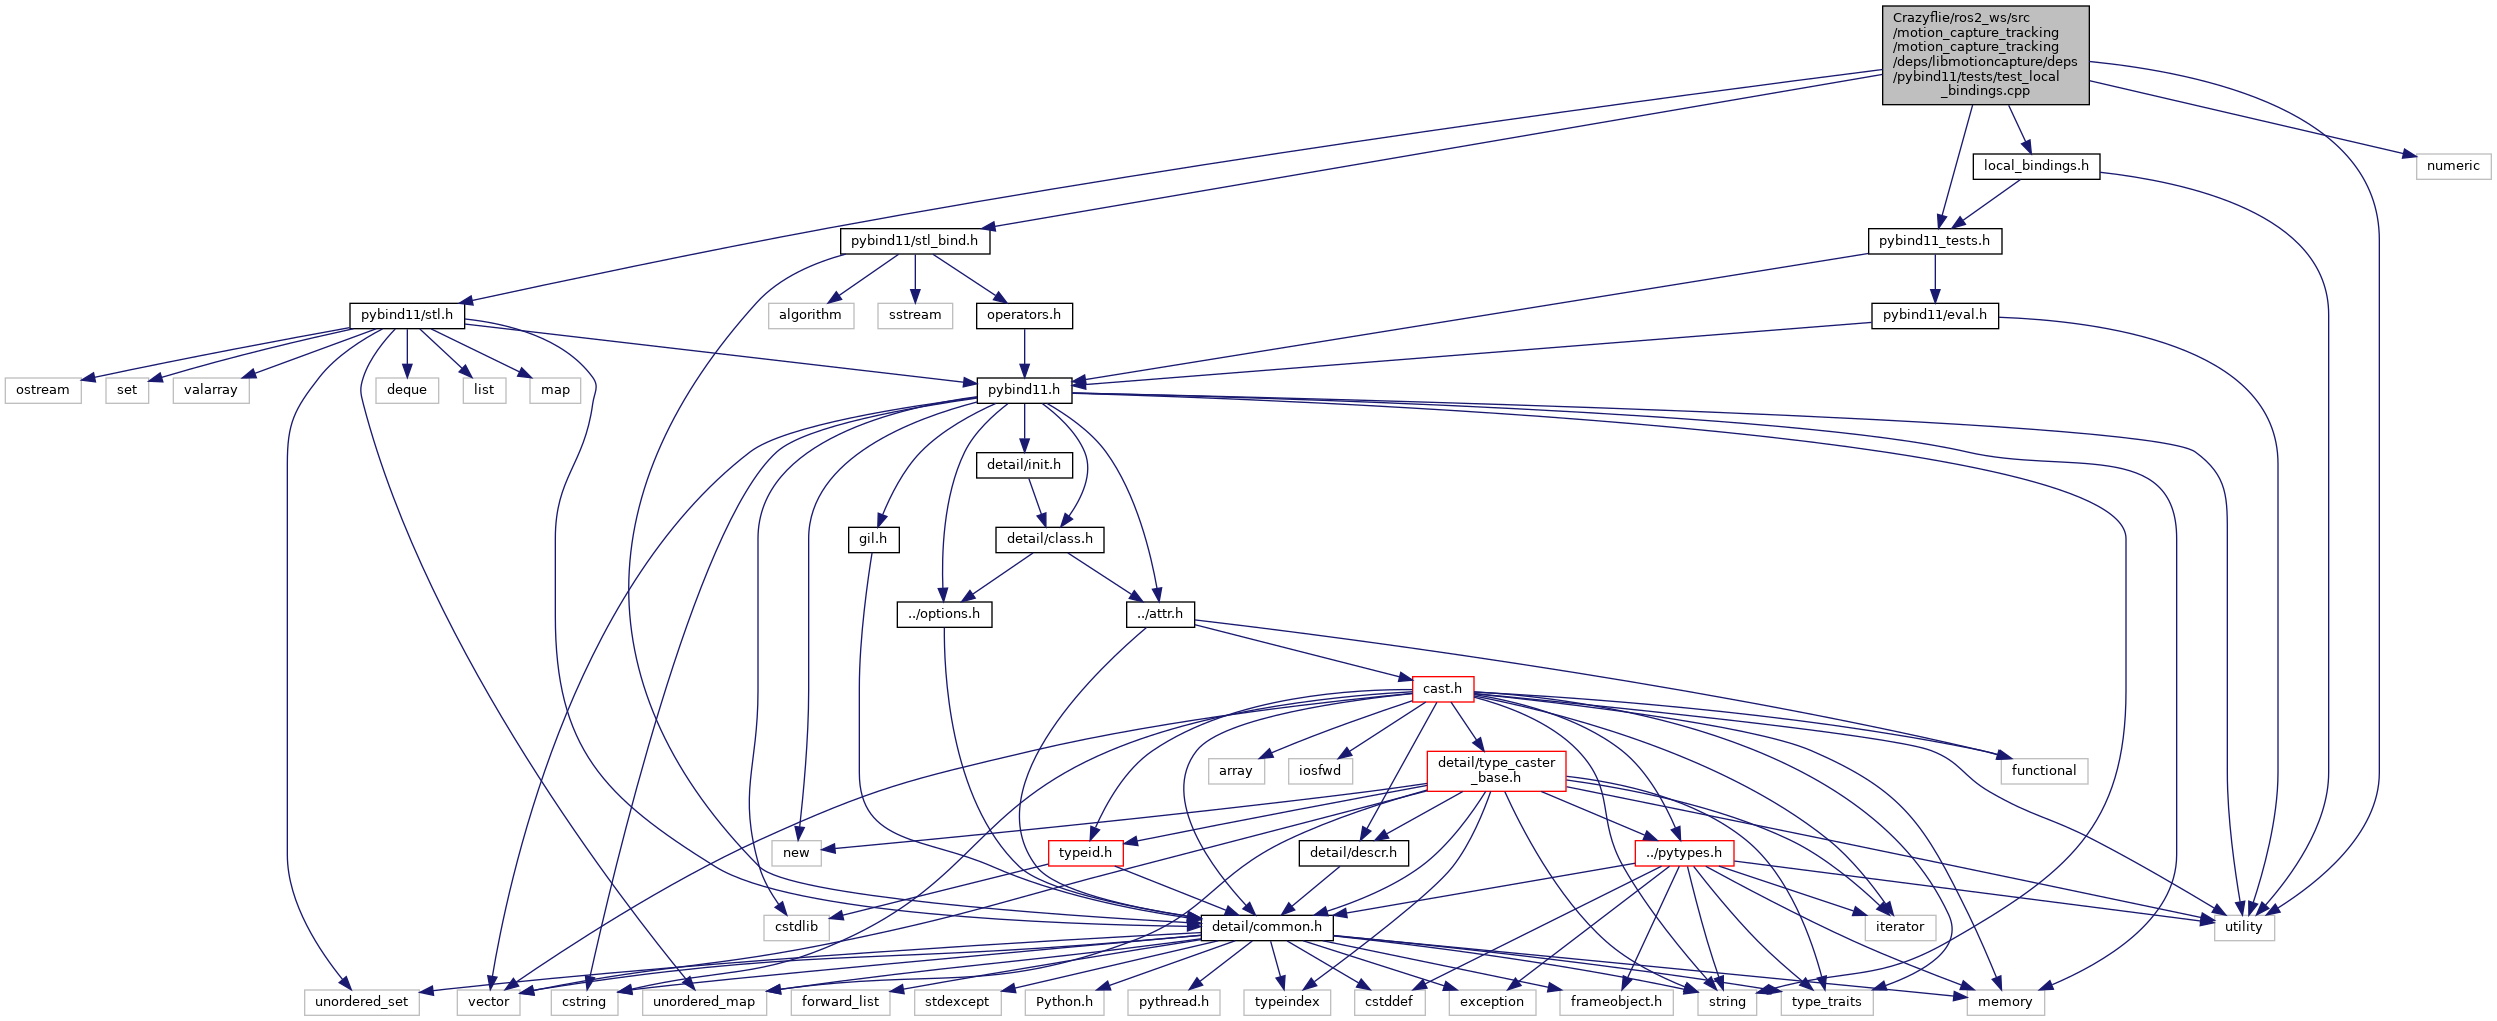 Crazyflie/ros2_ws/src
/motion_capture_tracking
/motion_capture_tracking
/deps/libmotioncapture/deps
/pybind11/tests/test_local
_bindings.cpp
local_bindings.h
numeric
pybind11/stl_bind.h
pybind11_tests.h
pybind11/stl.h
algorithm
sstream
operators.h
pybind11/eval.h
ostream
set
valarray
deque
list
map
pybind11.h
detail/init.h
gil.h
detail/class.h
../options.h
../attr.h
cast.h
array
iosfwd
detail/type_caster
_base.h
functional
new
typeid.h
detail/descr.h
../pytypes.h
cstdlib
detail/common.h
iterator
utility
unordered_set
vector
cstring
unordered_map
forward_list
stdexcept
Python.h
pythread.h
typeindex
cstddef
exception
frameobject.h
string
type_traits
memory